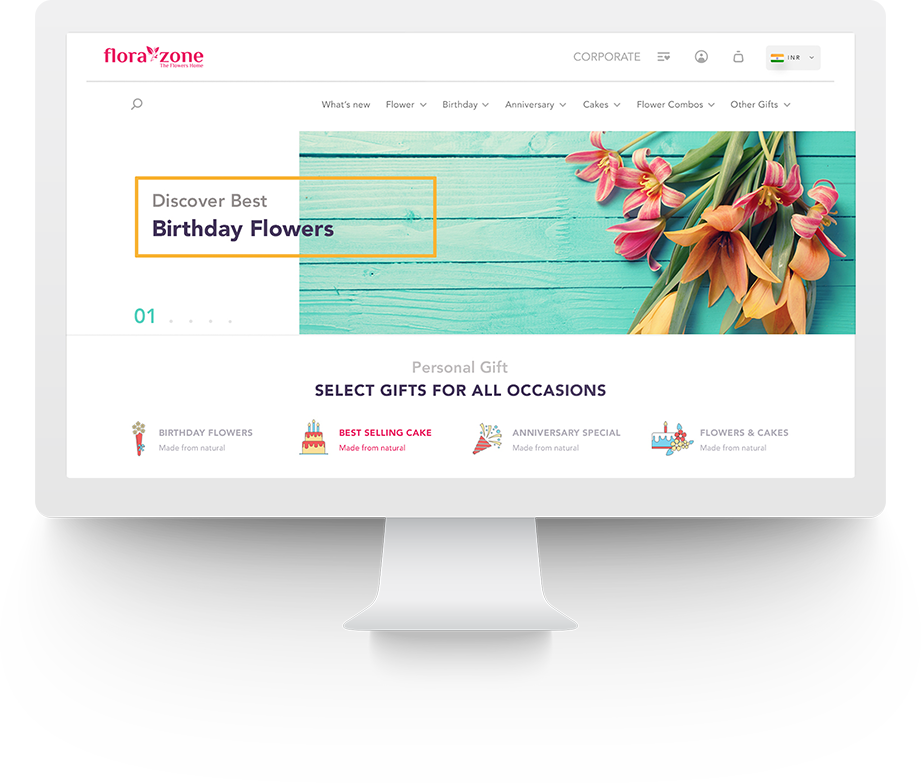 flora zone
The Flowers Home
CORPORATE
INR
What's new Flower Birthday Anniversary Cakes Flower Combos Other Gifts
Discover Best
Birthday Flowers
01
Personal Gift
SELECT GIFTS FOR ALL OCCASIONS
BIRTHDAY FLOWERS
Made from natural
BEST SELLING CAKE
Made from natural
ANNIVERSARY SPECIAL
Made from natural
FLOWERS & CAKES
Made from natural